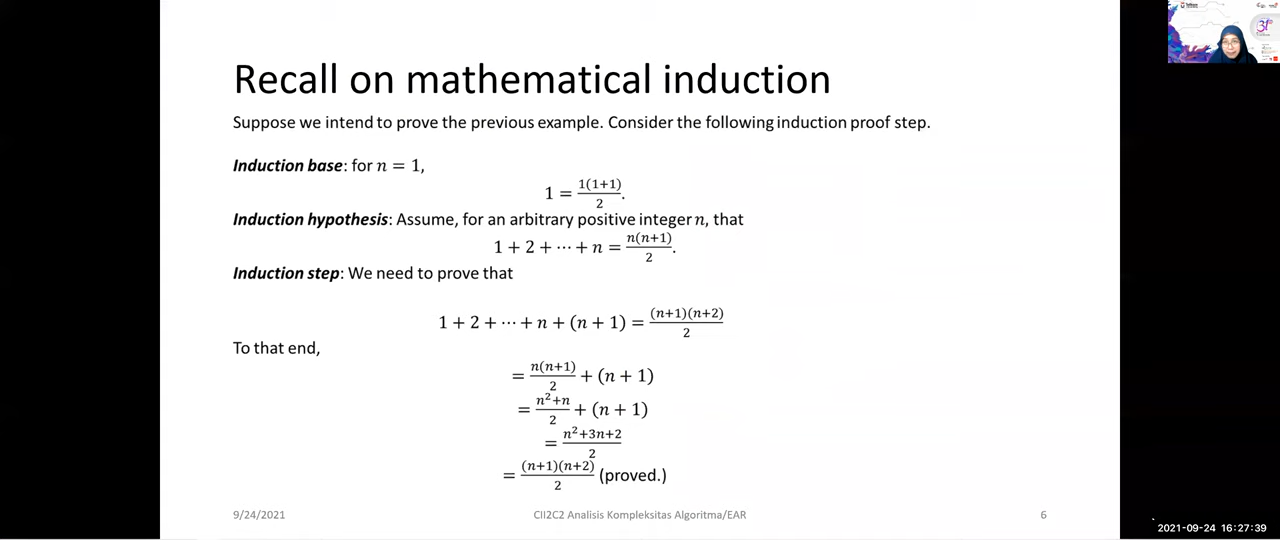 Recall on mathematical induction
Suppose we intend to prove the previous example. Consider the following induction proof step.
Induction base: for n = 1,
1 = 1(1+1)/2.
Induction hypothesis: Assume, for an arbitrary positive integer n, that
1 + 2 + ⋯ + n = n(n+1)/2.
Induction step: We need to prove that
1 + 2 + ⋯ + n + (n + 1) = (n+1)(n+2)/2
To that end,
= n(n+1)/2 + (n + 1)
= n²+n/2 + (n + 1)
= n²+3n+2/2
= (n+1)(n+2)/2 (proved.)
9/24/2021
CII2C2 Analisis Kompleksitas Algoritma/EAR
6
2021-09-24 16:27:39